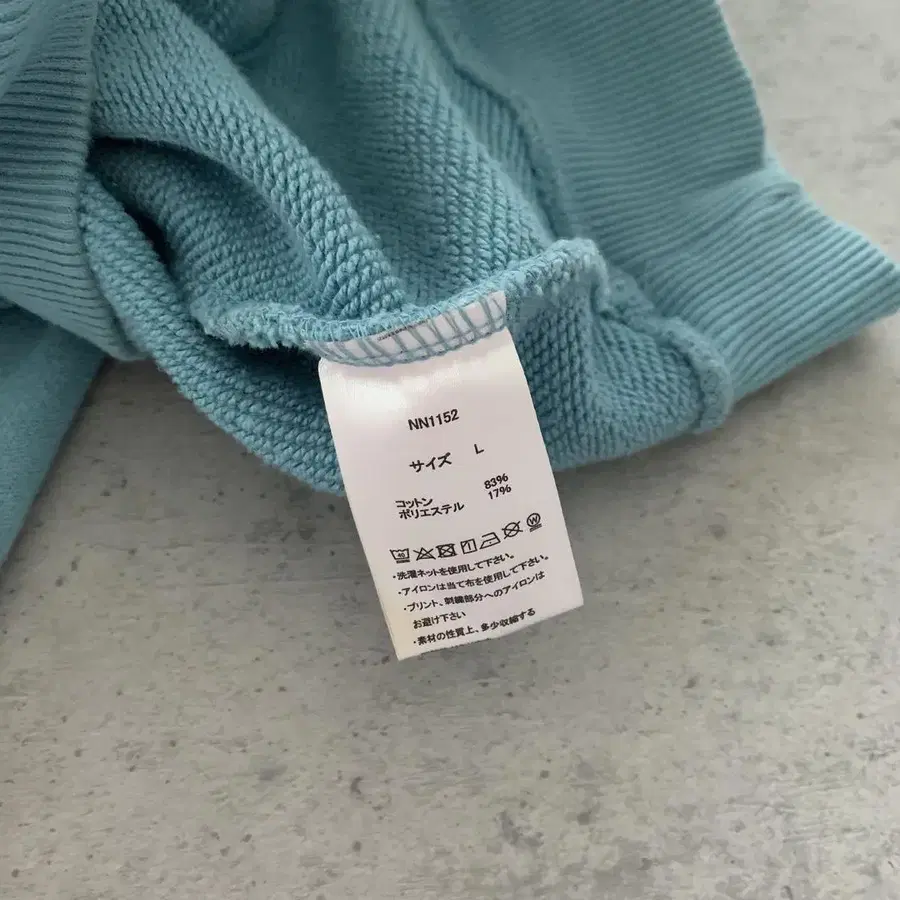 NN1152
サイズ L
コットン 83%
ポリエステル 17%
40 W
・洗濯ネットを使用して下さい。
・アイロンは当て布を使用して下さい。
・プリント、刺繍部分へのアイロンは
お避け下さい
・素材の性質上、多少収縮する